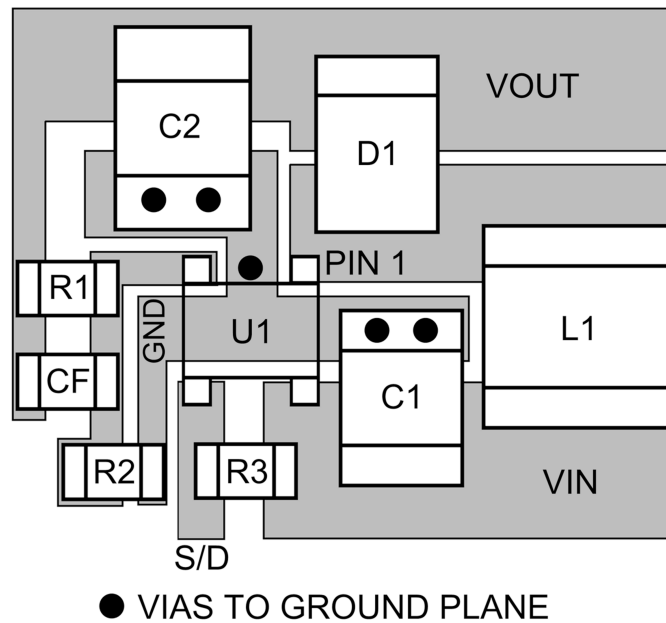 VOUT
C2
D1
PIN 1
R1
GND
U1
L1
CF
C1
R2
R3
VIN
S/D
VIAS TO GROUND PLANE